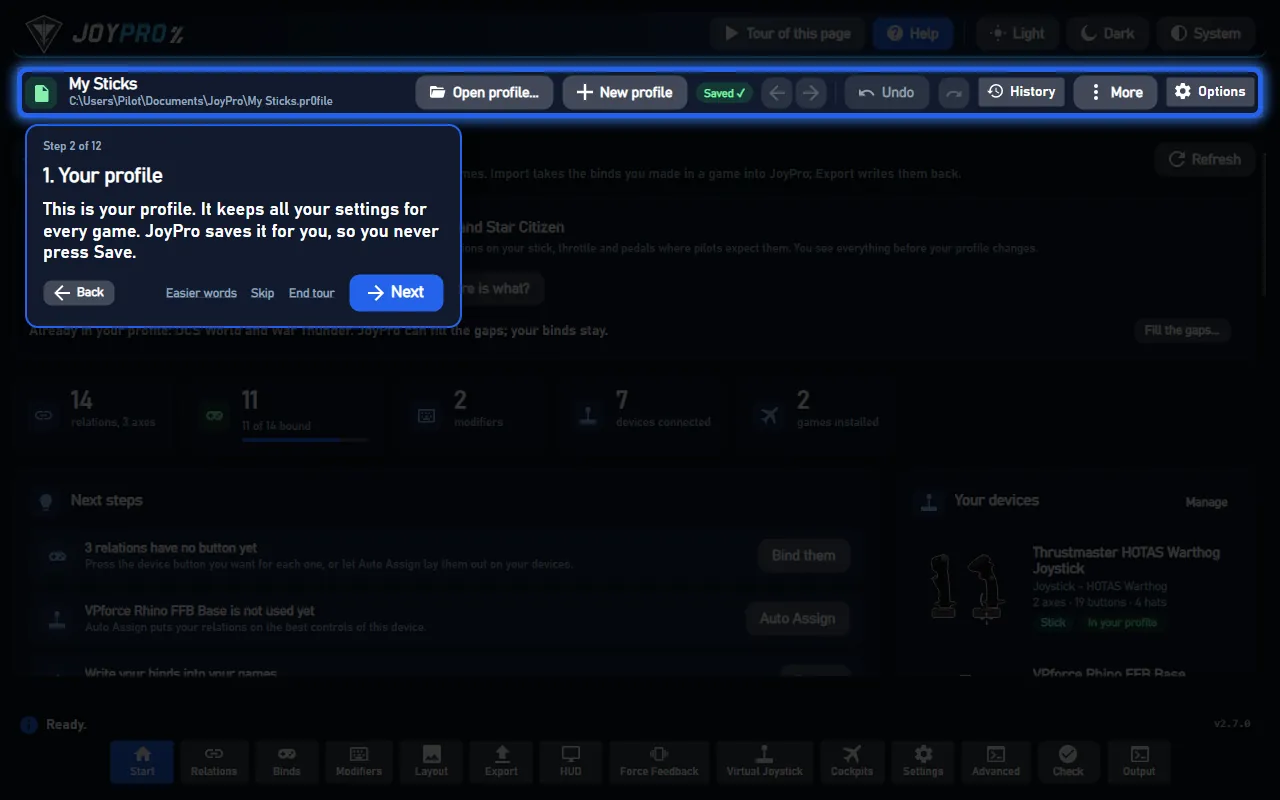 JOYPRO
Tour of this page
Help
Light
Dark
System
My Sticks
C:\Users\Pilot\Documents\JoyPro\My Sticks.pr0file
Open profile...
New profile
Saved ✓
Undo
History
More
Options
Step 2 of 12
1. Your profile
This is your profile. It keeps all your settings for
every game. JoyPro saves it for you, so you never
press Save.
Back
Easier words
Skip
End tour
Next
Import takes the binds you made in a game into JoyPro; Export writes them back.
Refresh
and Star Citizen
on your stick, throttle and pedals where pilots expect them. You see everything before your profile changes.
is what?
Already in your profile: DCS World and War Thunder. JoyPro can fill the gaps; your binds stay.
Fill the gaps...
14
relations, 3 axes
11
11 of 14 bound
2
modifiers
7
devices connected
2
games installed
Next steps
3 relations have no button yet
Press the device button you want for each one, or let Auto Assign lay them out on your devices.
Bind them
VPforce Rhino FFB Base is not used yet
Auto Assign puts your relations on the best controls of this device.
Auto Assign
Write your binds into your games
Your devices
Manage
Thrustmaster HOTAS Warthog
Joystick
Joystick - HOTAS Warthog
2 axes · 19 buttons · 4 hats
Stick
In your profile
VPforce Rhino FFB Base
Ready.
v2.7.0
Start
Relations
Binds
Modifiers
Layout
Export
HUD
Force Feedback
Virtual Joystick
Cockpits
Settings
Advanced
Check
Output